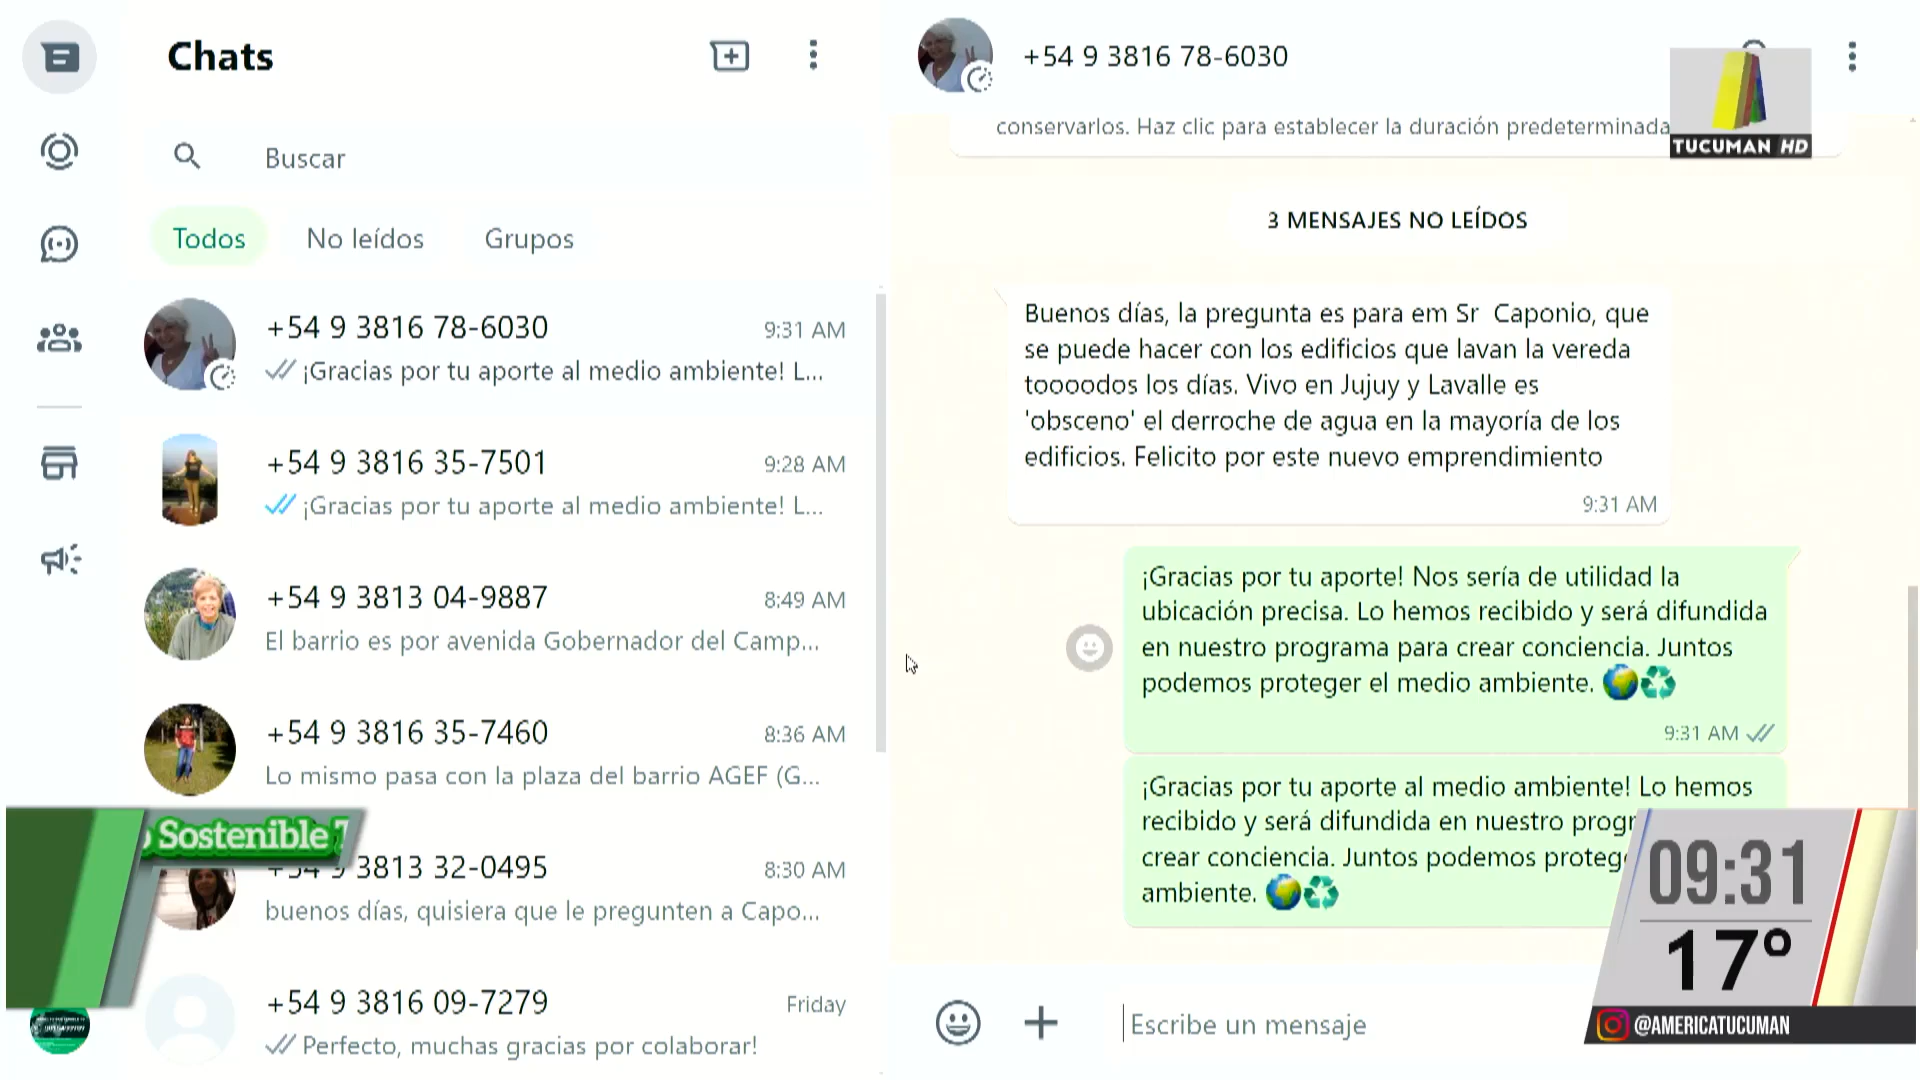 Chats
Buscar
Todos
No leídos
Grupos
+54 9 3816 78-6030
9:31 AM
¡Gracias por tu aporte al medio ambiente! L...
+54 9 3816 35-7501
9:28 AM
¡Gracias por tu aporte al medio ambiente! L...
+54 9 3813 04-9887
8:49 AM
El barrio es por avenida Gobernador del Camp...
+54 9 3816 35-7460
8:36 AM
Lo mismo pasa con la plaza del barrio AGEF (G...
Sostenible
3813 32-0495
8:30 AM
buenos días, quisiera que le pregunten a Capo...
+54 9 3816 09-7279
Friday
Perfecto, muchas gracias por colaborar!
+54 9 3816 78-6030
conservarlos. Haz clic para establecer la duración predeterminada
TUCUMAN HD
3 MENSAJES NO LEÍDOS
Buenos días, la pregunta es para em Sr  Caponio, que
se puede hacer con los edificios que lavan la vereda
toooodos los días. Vivo en Jujuy y Lavalle es
'obsceno' el derroche de agua en la mayoría de los
edificios. Felicito por este nuevo emprendimiento
9:31 AM
¡Gracias por tu aporte! Nos sería de utilidad la
ubicación precisa. Lo hemos recibido y será difundida
en nuestro programa para crear conciencia. Juntos
podemos proteger el medio ambiente. 🌍♻
9:31 AM
¡Gracias por tu aporte al medio ambiente! Lo hemos
recibido y será difundida en nuestro progr
crear conciencia. Juntos podemos proteg
ambiente. 🌍♻
Escribe un mensaje
09:31
17°
@AMERICATUCUMAN